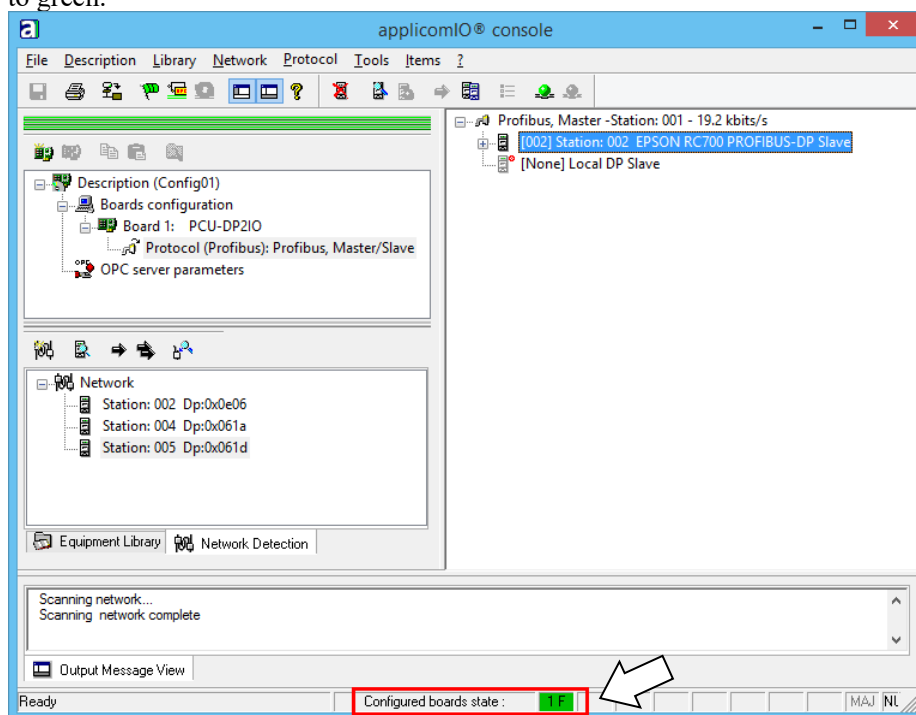 to green.
applicomIO® console
File Description Library Network Protocol Tools Items ?
Profibus, Master -Station: 001 - 19.2 kbits/s
[002] Station: 002 EPSON RC700 PROFIBUS-DP Slave
[None] Local DP Slave
Description (Config01)
Boards configuration
Board 1: PCU-DP2IO
Protocol (Profibus): Profibus, Master/Slave
OPC server parameters
Network
Station: 002 Dp:0x0e06
Station: 004 Dp:0x061a
Station: 005 Dp:0x061d
Equipment Library Network Detection
Scanning network...
Scanning network complete
Output Message View
Ready Configured boards state : 1 F MAJ NL